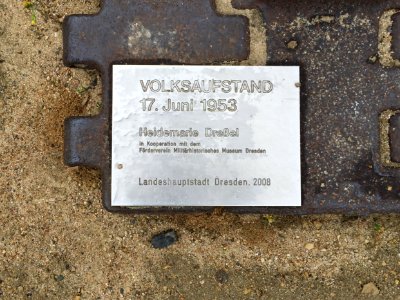 VOLKSAUFSTAND
17. Juni 1953
Heidemarie Dreßel
in Kooperation mit dem
Förderverein Militärhistorisches Museum Dresden
Landeshauptstadt Dresden, 2008